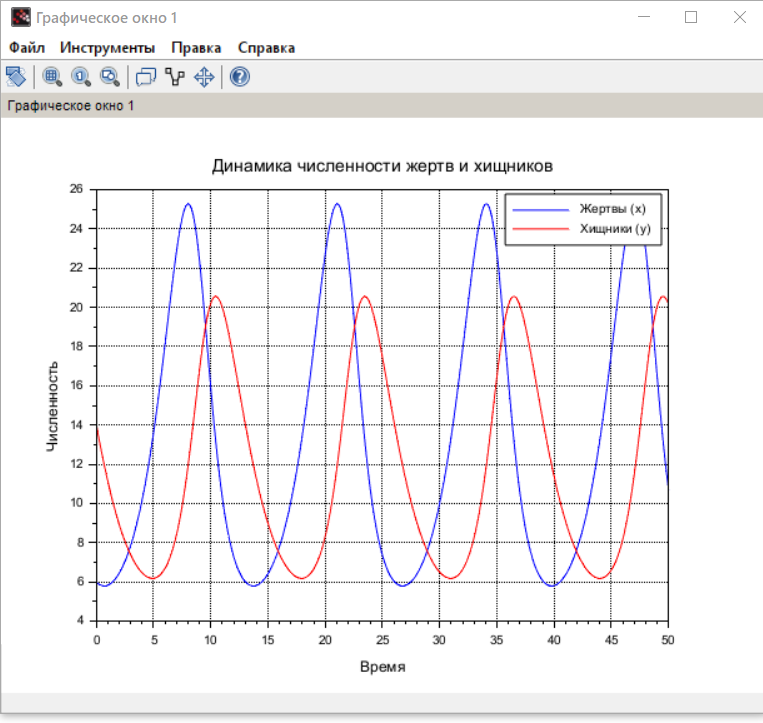 Графическое окно 1
Файл Инструменты Правка Справка
Графическое окно 1
Динамика численности жертв и хищников
Жертвы (x)
Хищники (y)
Численность
26
24
22
20
18
16
14
12
10
8
6
4
0 5 10 15 20 25 30 35 40 45 50
Время